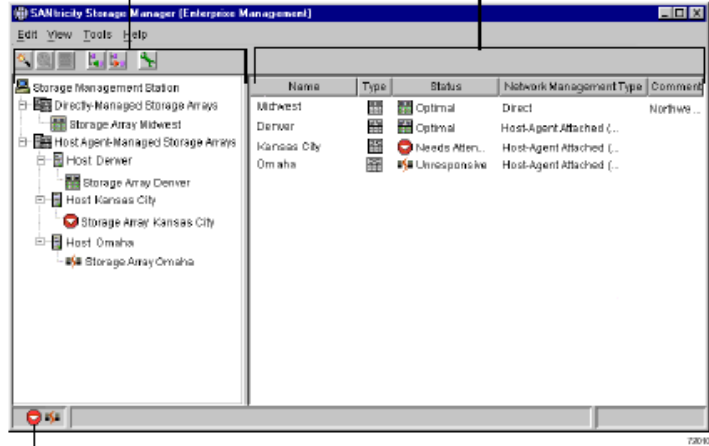 SANtricity Storage Manager (Enterprise Management)
Edit View Tools Help
Storage Management Station
Directly-Managed Storage Arrays
Storage Array Midwest
Host Agent-Managed Storage Arrays
Host Denver
Storage Array Denver
Host Kansas City
Storage Array Kansas City
Host Omaha
Storage Array Omaha
Name Type Status Network Management Type Comment
Midwest Optimal Direct Northwe...
Denver Optimal Host-Agent Attached (...
Kansas City Needs Atten... Host-Agent Attached (...
Omaha Unresponsive Host-Agent Attached (...